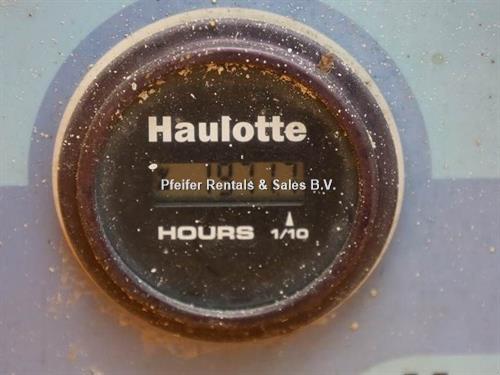 Haulotte
Pfeifer Rentals & Sales B.V.
HOURS 1/10